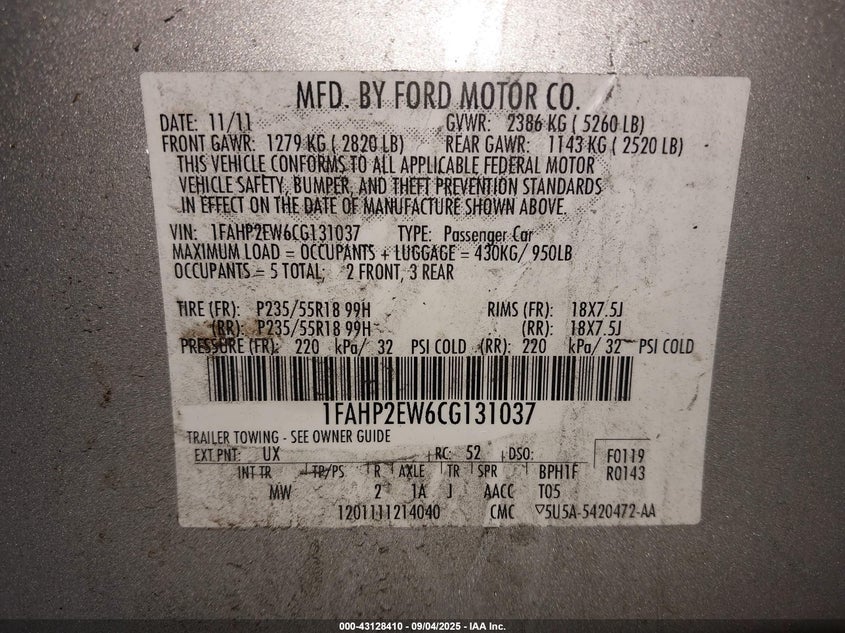 MFD. BY FORD MOTOR CO.
DATE: 11/11 GVWR: 2386 KG ( 5260 LB)
FRONT GAWR: 1279 KG ( 2820 LB) REAR GAWR: 1143 KG ( 2520 LB)
THIS VEHICLE CONFORMS TO ALL APPLICABLE FEDERAL MOTOR
VEHICLE SAFETY, BUMPER, AND THEFT PREVENTION STANDARDS
IN EFFECT ON THE DATE OF MANUFACTURE SHOWN ABOVE.
VIN: 1FAHP2EW6CG131037 TYPE: Passenger Car
MAXIMUM LOAD = OCCUPANTS + LUGGAGE = 430KG/ 950LB
OCCUPANTS = 5 TOTAL; 2 FRONT, 3 REAR
TIRE (FR): P235/55R18 99H RIMS (FR): 18X7.5J
(RR): P235/55R18 99H (RR): 18X7.5J
PRESSURE (FR): 220 kPa/ 32 PSI COLD (RR): 220 kPa/ 32 PSI COLD
1FAHP2EW6CG131037
TRAILER TOWING - SEE OWNER GUIDE
EXT PNT: UX RC: 52 DSO: F0119
INT TR TP/PS R AXLE TR SPR BPH1F R0143
MW 2 1A J AACC T05
1201111214040 CMC ▽5U5A-5420472-AA
000-43128410 - 09/04/2025 - IAA Inc.